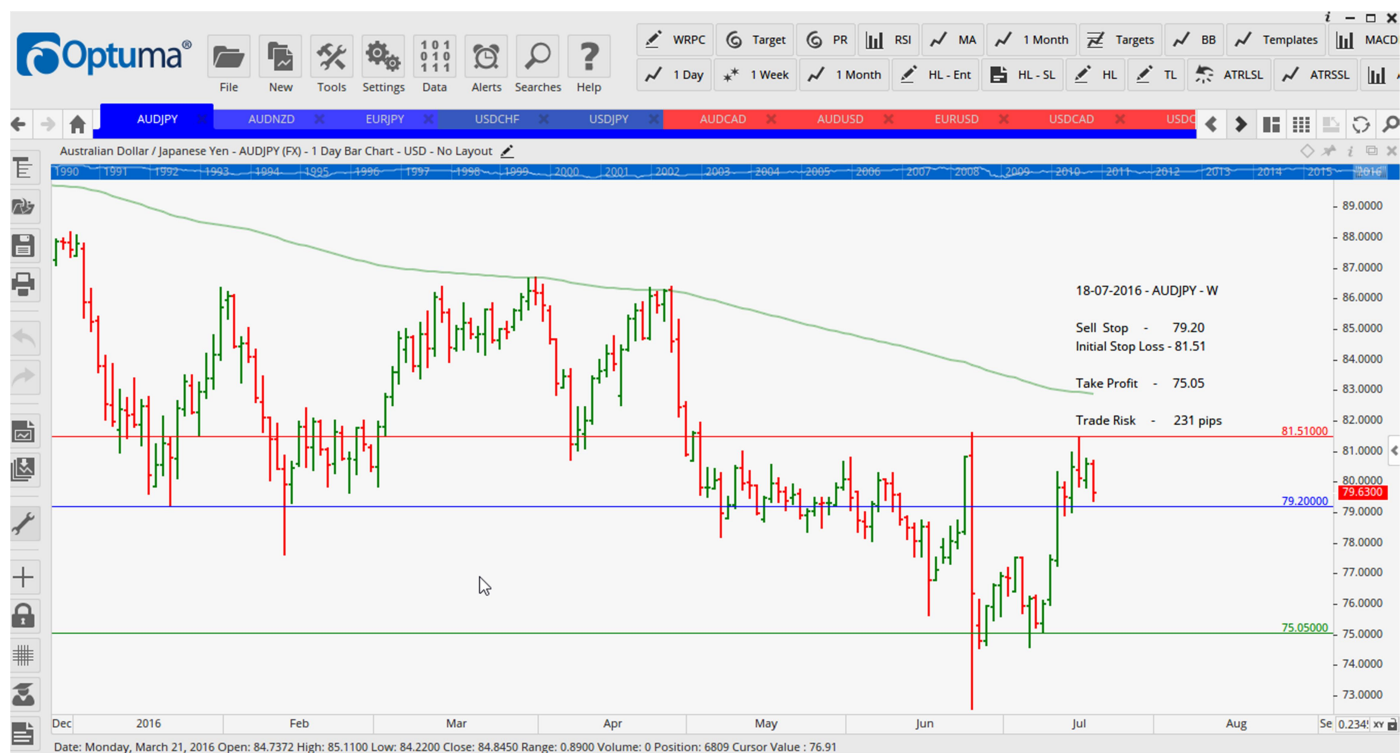 Optuma®
File New Tools Settings Data Alerts Searches Help
WRPC Target PR RSI MA 1 Month Targets BB Templates MACD
1 Day 1 Week 1 Month HL - Ent HL - SL HL TL ATRLSL ATRSSL
AUDJPY AUDNZD EURJPY USDCHF USDJPY AUDCAD AUDUSD EURUSD USDCAD USDC
Australian Dollar / Japanese Yen - AUDJPY (FX) - 1 Day Bar Chart - USD - No Layout
1990 1991 1992 1993 1994 1995 1996 1997 1998 1999 2000 2001 2002 2003 2004 2005 2006 2007 2008 2009 2010 2011 2012 2013 2014 2015 2016
89.0000
88.0000
87.0000
18-07-2016 - AUDJPY - W
86.0000
Sell Stop - 79.20
85.0000
Initial Stop Loss - 81.51
84.0000
Take Profit - 75.05
83.0000
Trade Risk - 231 pips
82.0000
81.51000
81.0000
80.0000
79.6300
79.20000
79.0000
78.0000
77.0000
76.0000
75.05000
75.0000
74.0000
73.0000
Dec 2016 Feb Mar Apr May Jun Jul Aug Se 0.234 XY
Date: Monday, March 21, 2016 Open: 84.7372 High: 85.1100 Low: 84.2200 Close: 84.8450 Range: 0.8900 Volume: 0 Position: 6809 Cursor Value : 76.91